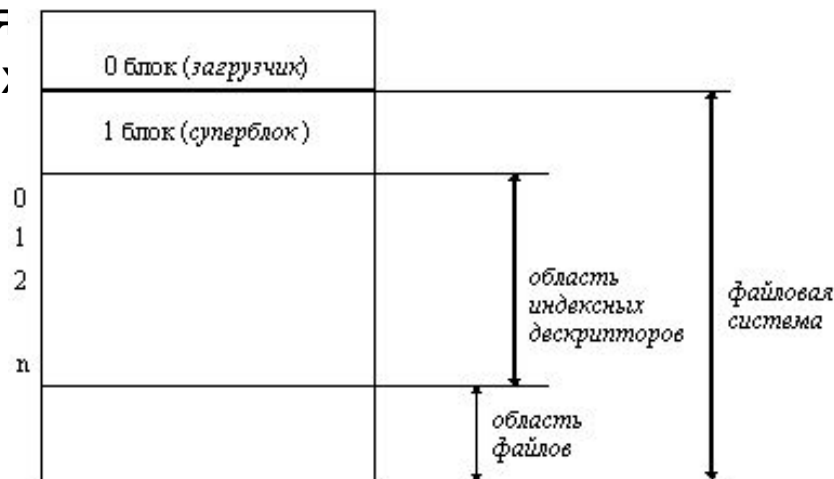 0 блок (загрузчик)
1 блок (суперблок)
0
1
2
n
область
индексных
дескрипторов
файловая
система
область
файлов